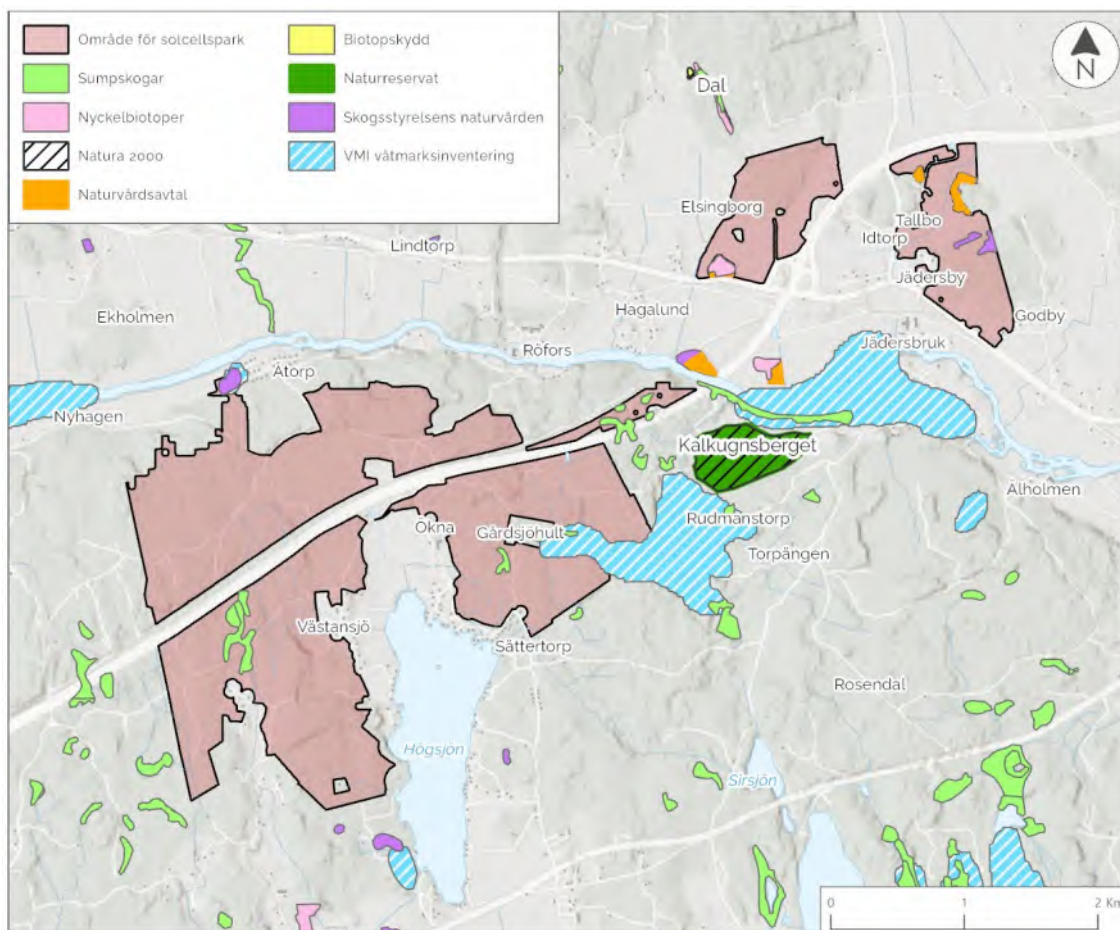 Område för solcellspark
Sumpskogar
Nyckelbiotoper
Natura 2000
Naturvårdsavtal
Biotopskydd
Naturreservat
Skogsstyrelsens naturvärden
VMI våtmarksinventering
N
Dal
Elsingborg
Tallbo
Idtorp
Lindtorp
Jädersby
Godby
Hagalund
Ekholmen
Jädersbruk
Röfors
Åtorp
Nyhagen
Kalkugnsberget
Älholmen
Rudmanstorp
Ökna
Gårdsjöhult
Torpängen
Västansjö
Sättertorp
Rosendal
Högsjön
Sirsjön
0 1 2 Km